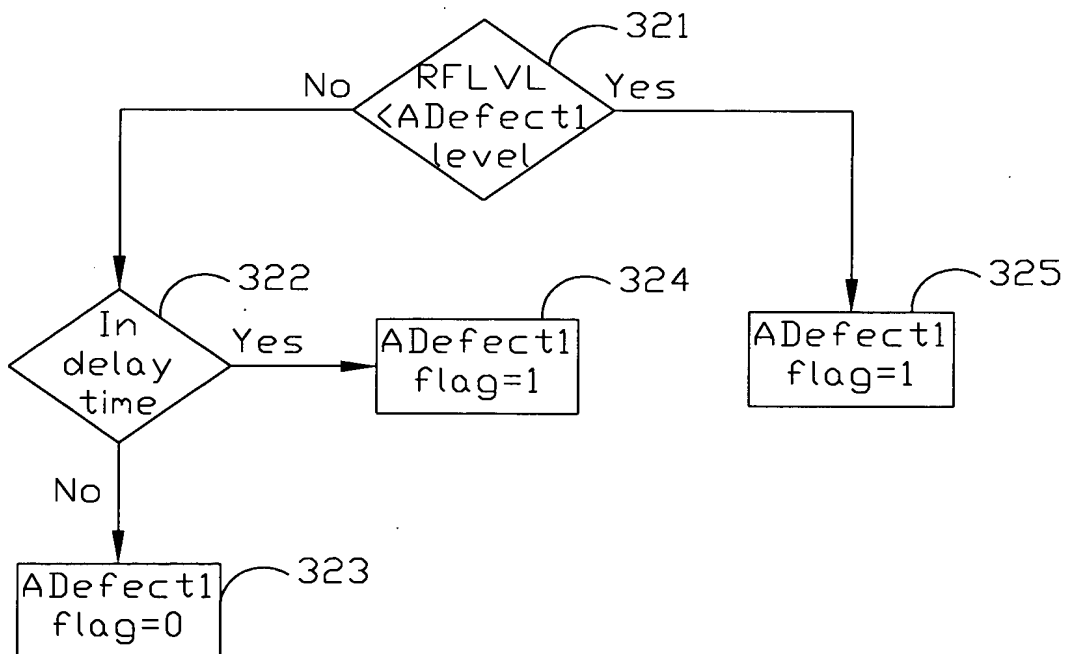 321
No
RFLVL
<ADefect1
level
Yes
322
In
delay
time
Yes
324
ADefect1
flag=1
325
ADefect1
flag=1
No
323
ADefect1
flag=0